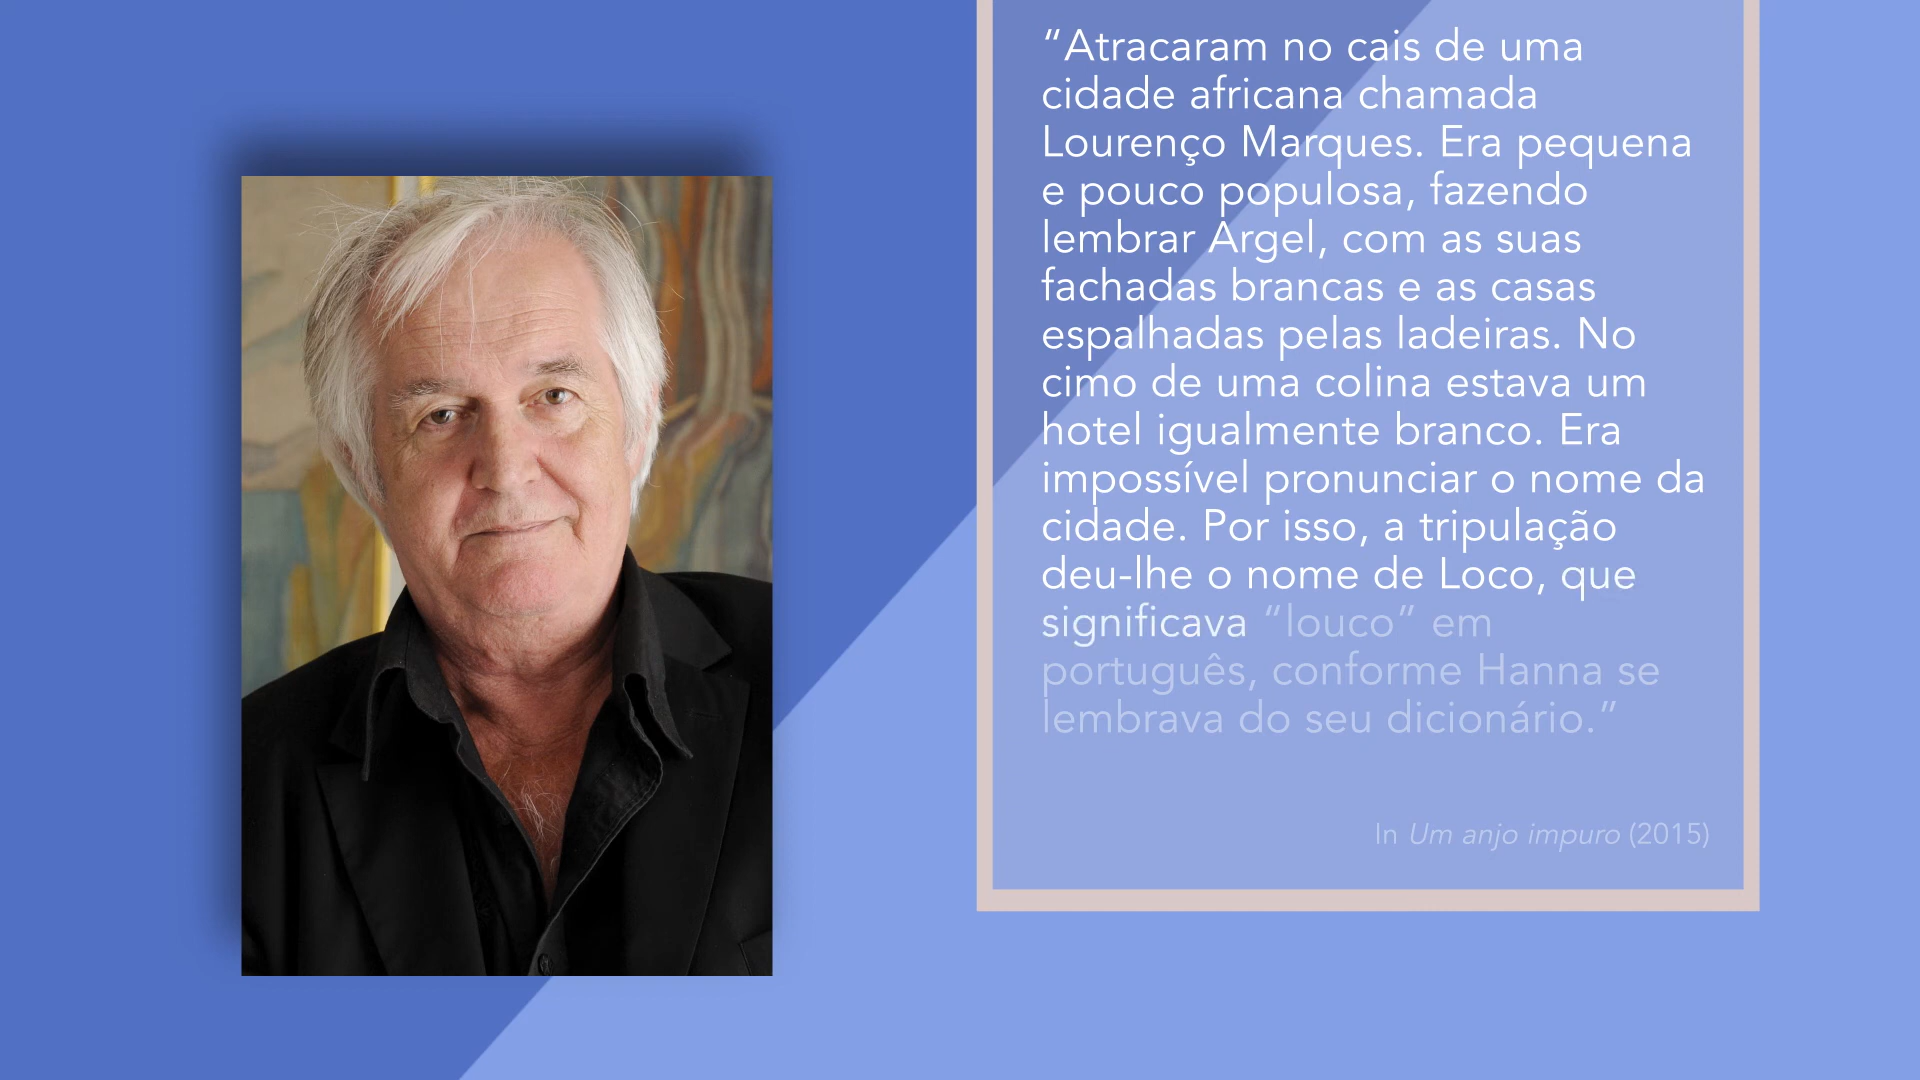 “Atracaram no cais de uma
cidade africana chamada
Lourenço Marques. Era pequena
e pouco populosa, fazendo
lembrar Argel, com as suas
fachadas brancas e as casas
espalhadas pelas ladeiras. No
cimo de uma colina estava um
hotel igualmente branco. Era
impossível pronunciar o nome da
cidade. Por isso, a tripulação
deu-lhe o nome de Loco, que
significava “louco” em
português, conforme Hanna se
lembrava do seu dicionário.”
In Um anjo impuro (2015)